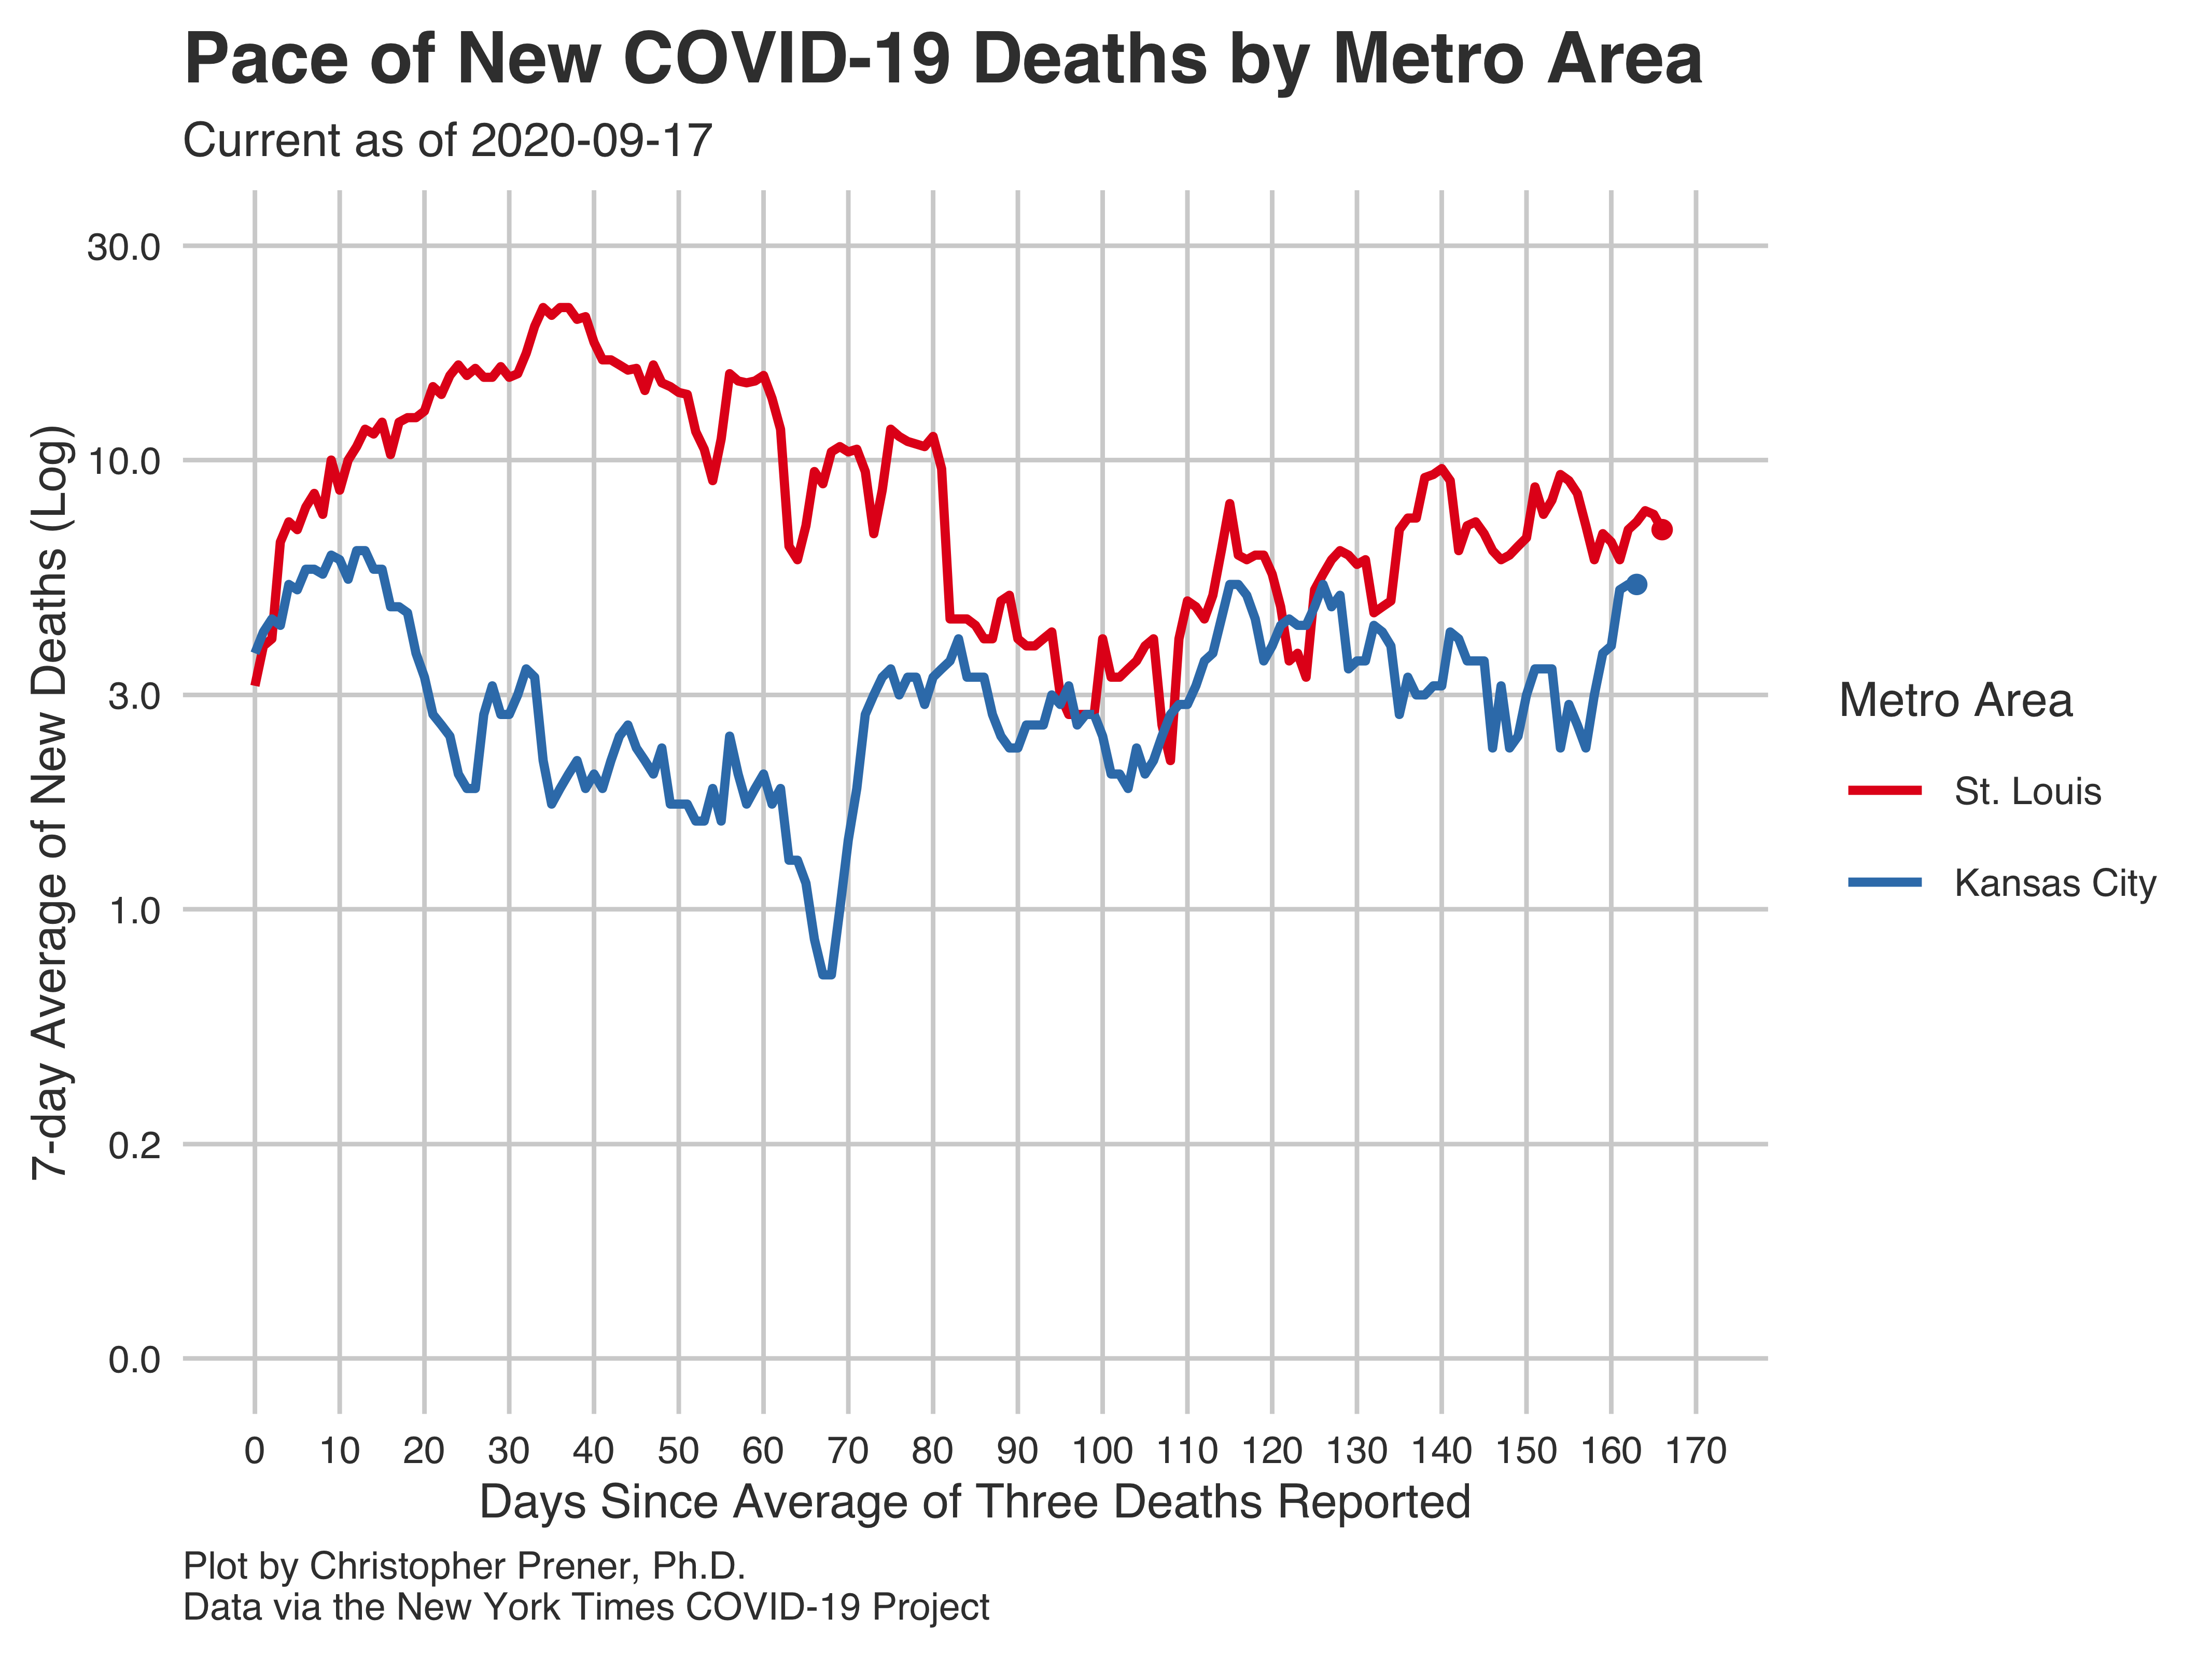 Pace of New COVID-19 Deaths by Metro Area
Current as of 2020-09-17
7-day Average of New Deaths (Log)
30.0
10.0
3.0
1.0
0.2
0.0
0 10 20 30 40 50 60 70 80 90 100 110 120 130 140 150 160 170
Days Since Average of Three Deaths Reported
Metro Area
St. Louis
Kansas City
Plot by Christopher Prener, Ph.D.
Data via the New York Times COVID-19 Project